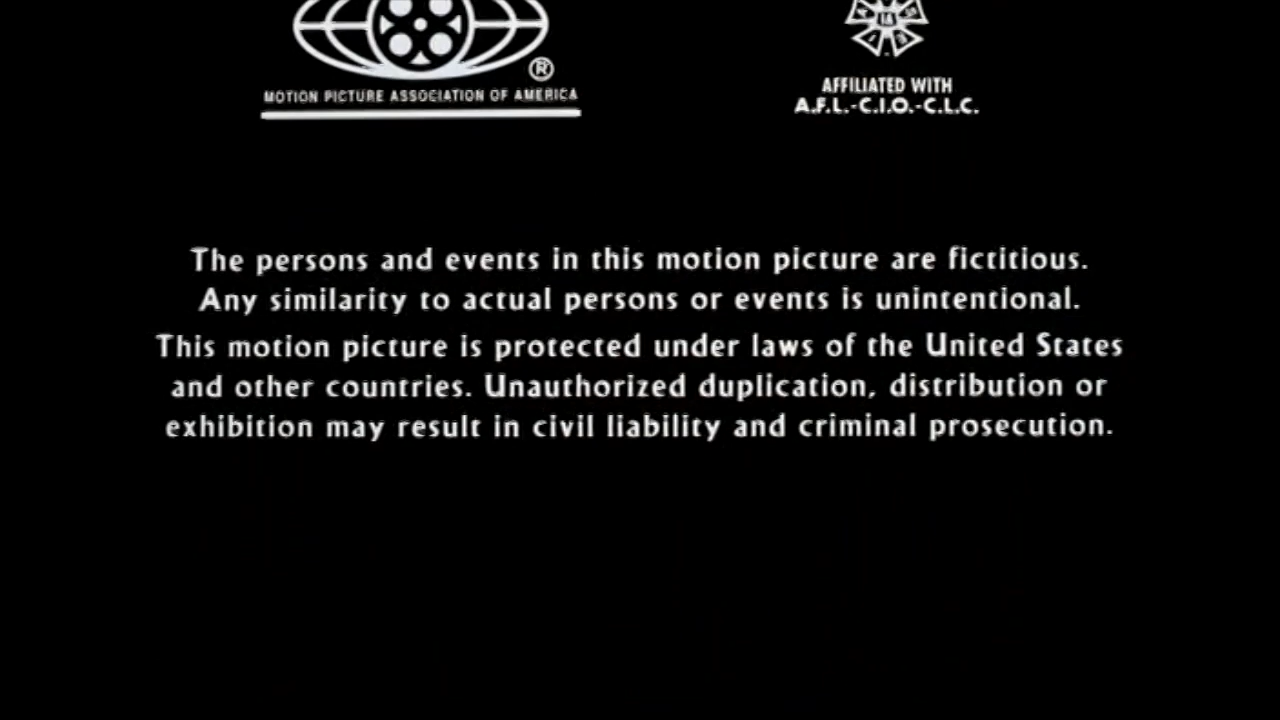 ®
MOTION PICTURE ASSOCIATION OF AMERICA
AFFILIATED WITH
A.F.L.-C.I.O.-C.L.C.
The persons and events in this motion picture are fictitious.
Any similarity to actual persons or events is unintentional.
This motion picture is protected under laws of the United States
and other countries. Unauthorized duplication, distribution or
exhibition may result in civil liability and criminal prosecution.